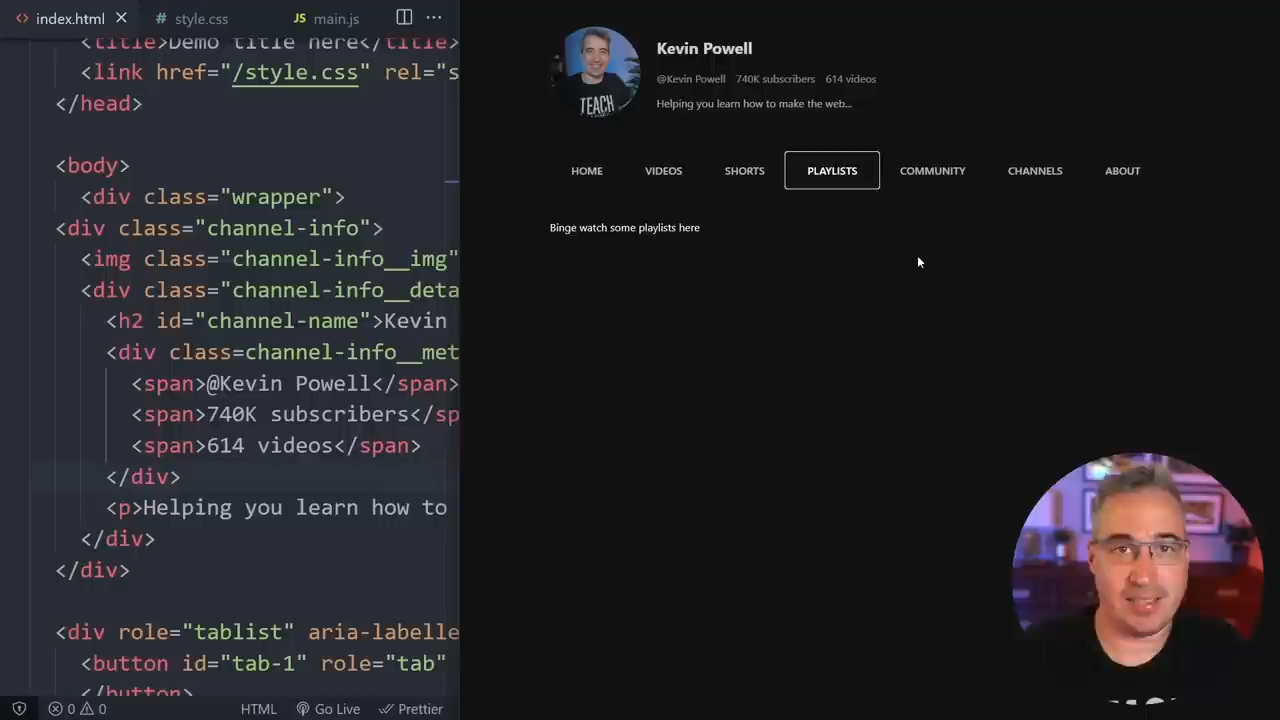 index.html
style.css
JS main.js
<title>Demo title here</title>
<link href="/style.css" rel="s
</head>
<body>
<div class="wrapper">
<div class="channel-info">
<img class="channel-info__img"
<div class="channel-info__deta
<h2 id="channel-name">Kevin
<div class=channel-info__met
<span>@Kevin Powell</span>
<span>740K subscribers</sp
<span>614 videos</span>
</div>
<p>Helping you learn how to
</div>
</div>
<div role="tablist" aria-labelle
<button id="tab-1" role="tab"
</button>
0 0 HTML Go Live Prettier
TEACH
Kevin Powell
@Kevin Powell 740K subscribers 614 videos
Helping you learn how to make the web...
HOME VIDEOS SHORTS PLAYLISTS COMMUNITY CHANNELS ABOUT
Binge watch some playlists here